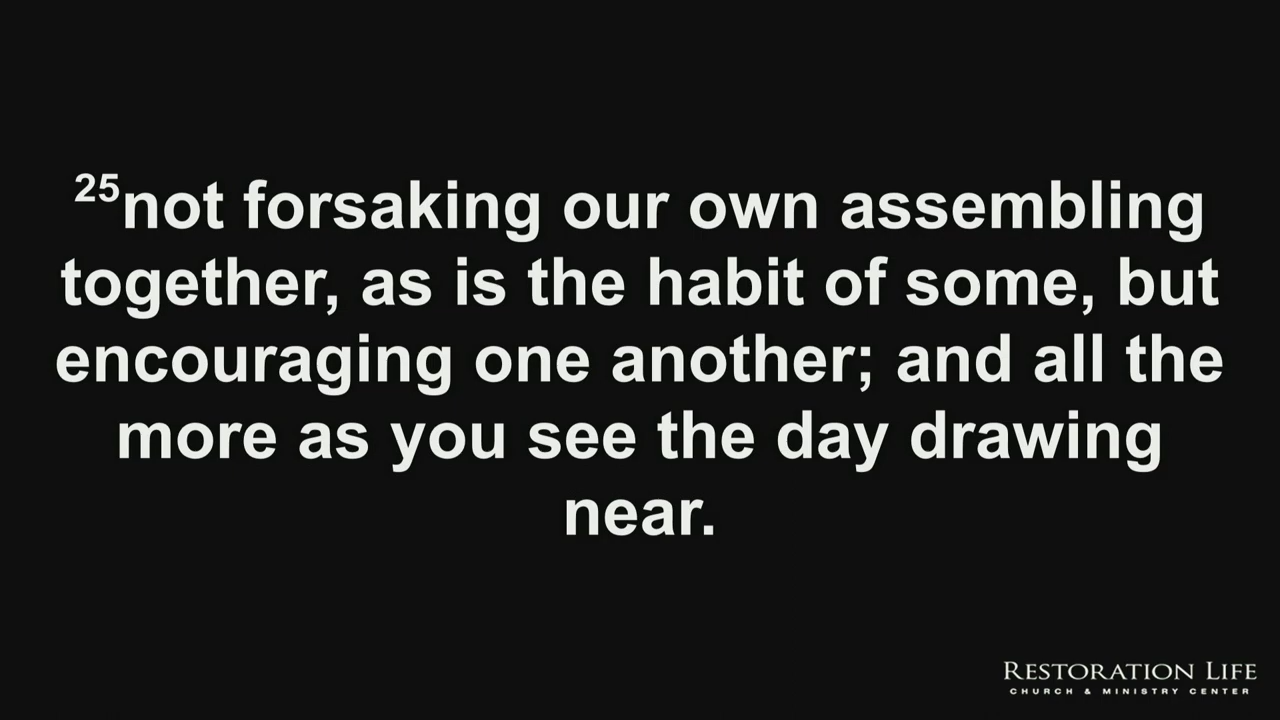 25not forsaking our own assembling
together, as is the habit of some, but
encouraging one another; and all the
more as you see the day drawing
near.
RESTORATION LIFE
CHURCH & MINISTRY CENTER